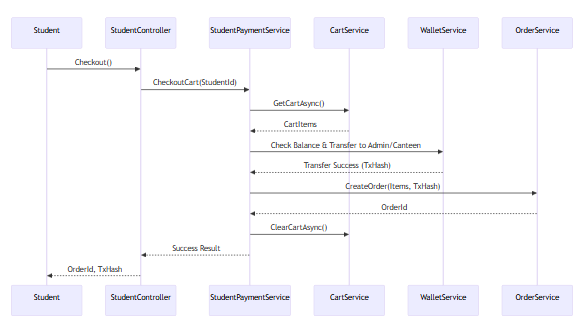 Student StudentController StudentPaymentService CartService WalletService OrderService
Checkout()
CheckoutCart(StudentId)
GetCartAsync()
CartItems
Check Balance & Transfer to Admin/Canteen
Transfer Success (TxHash)
CreateOrder(Items, TxHash)
OrderId
ClearCartAsync()
Success Result
OrderId, TxHash
Student StudentController StudentPaymentService CartService WalletService OrderService